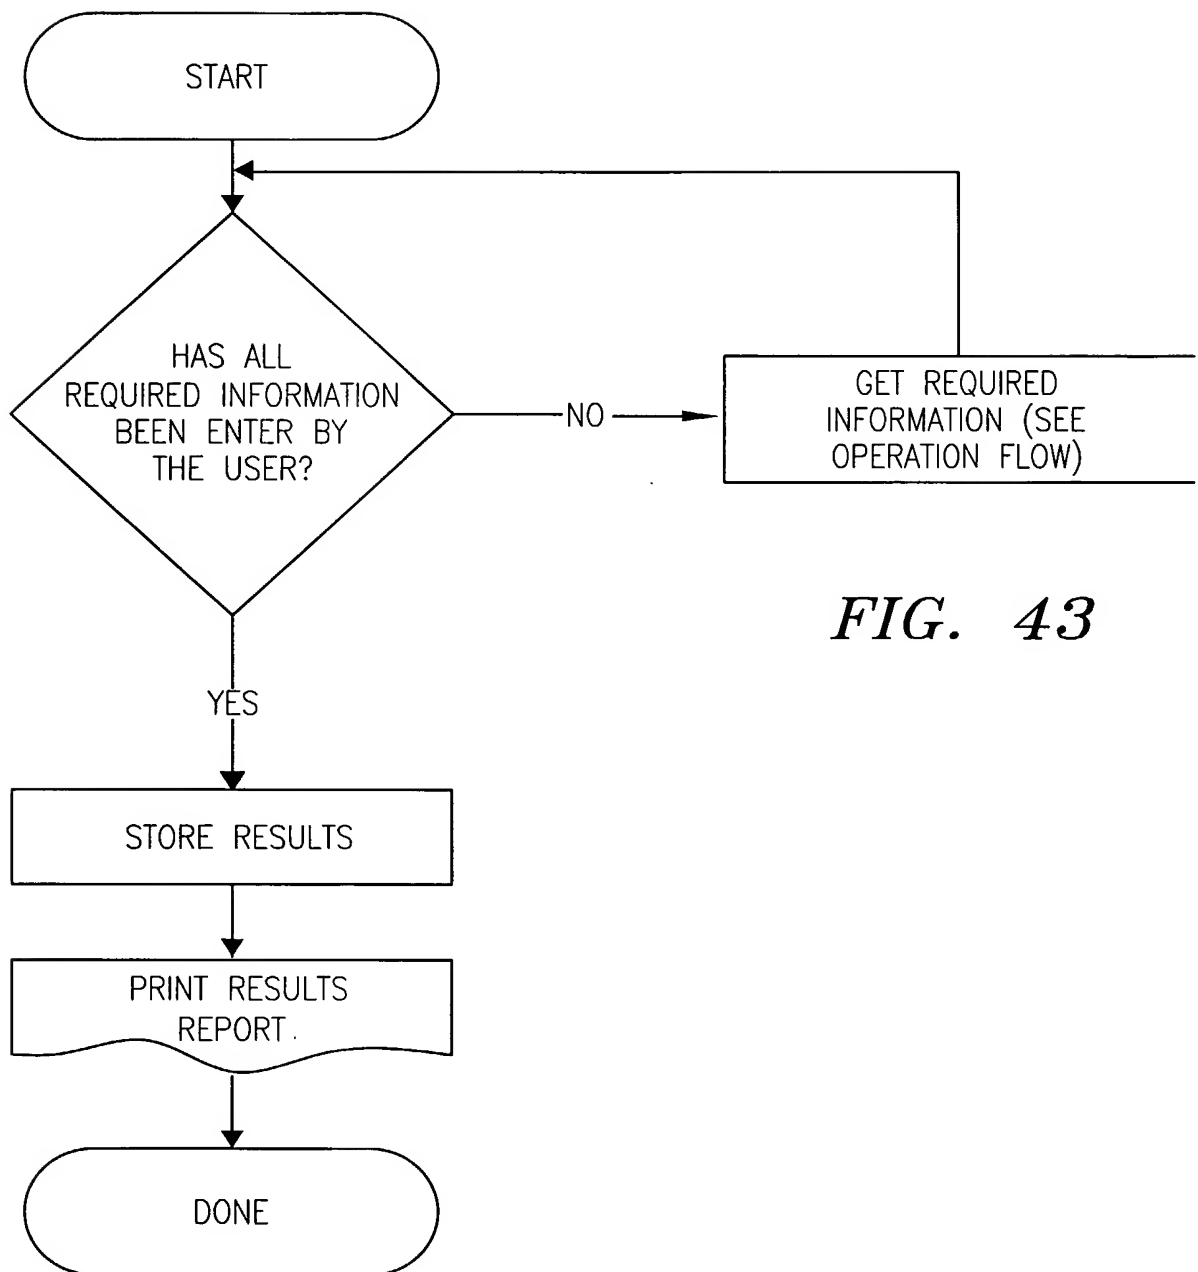 START
HAS ALL
REQUIRED INFORMATION
BEEN ENTER BY
THE USER?
NO
GET REQUIRED
INFORMATION (SEE
OPERATION FLOW)
FIG. 43
YES
STORE RESULTS
PRINT RESULTS
REPORT.
DONE